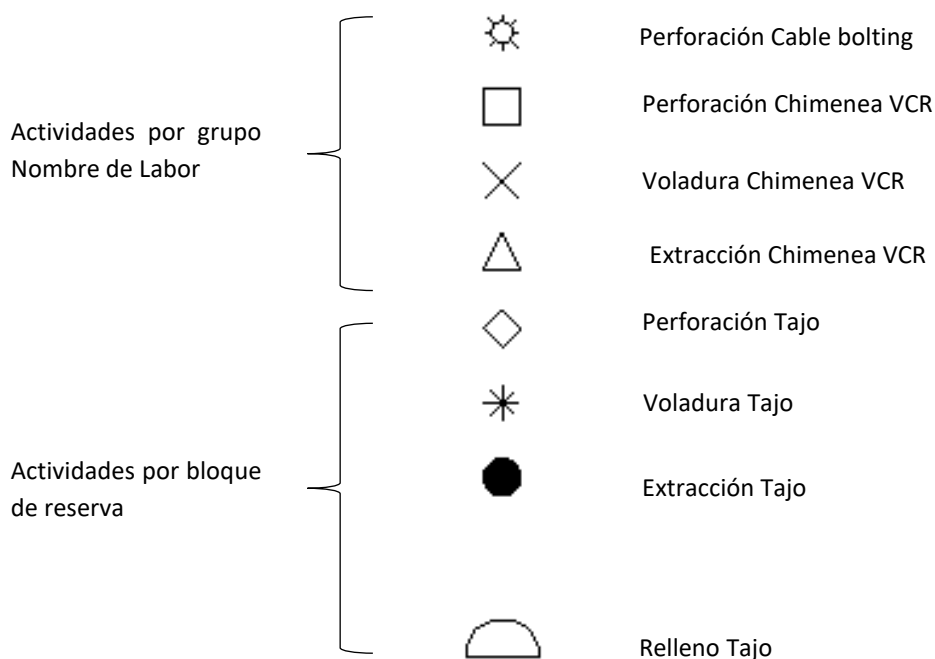 Perforación Cable bolting
Perforación Chimenea VCR
Actividades por grupo
Nombre de Labor
Voladura Chimenea VCR
Extracción Chimenea VCR
Perforación Tajo
Voladura Tajo
Actividades por bloque
de reserva
Extracción Tajo
Relleno Tajo